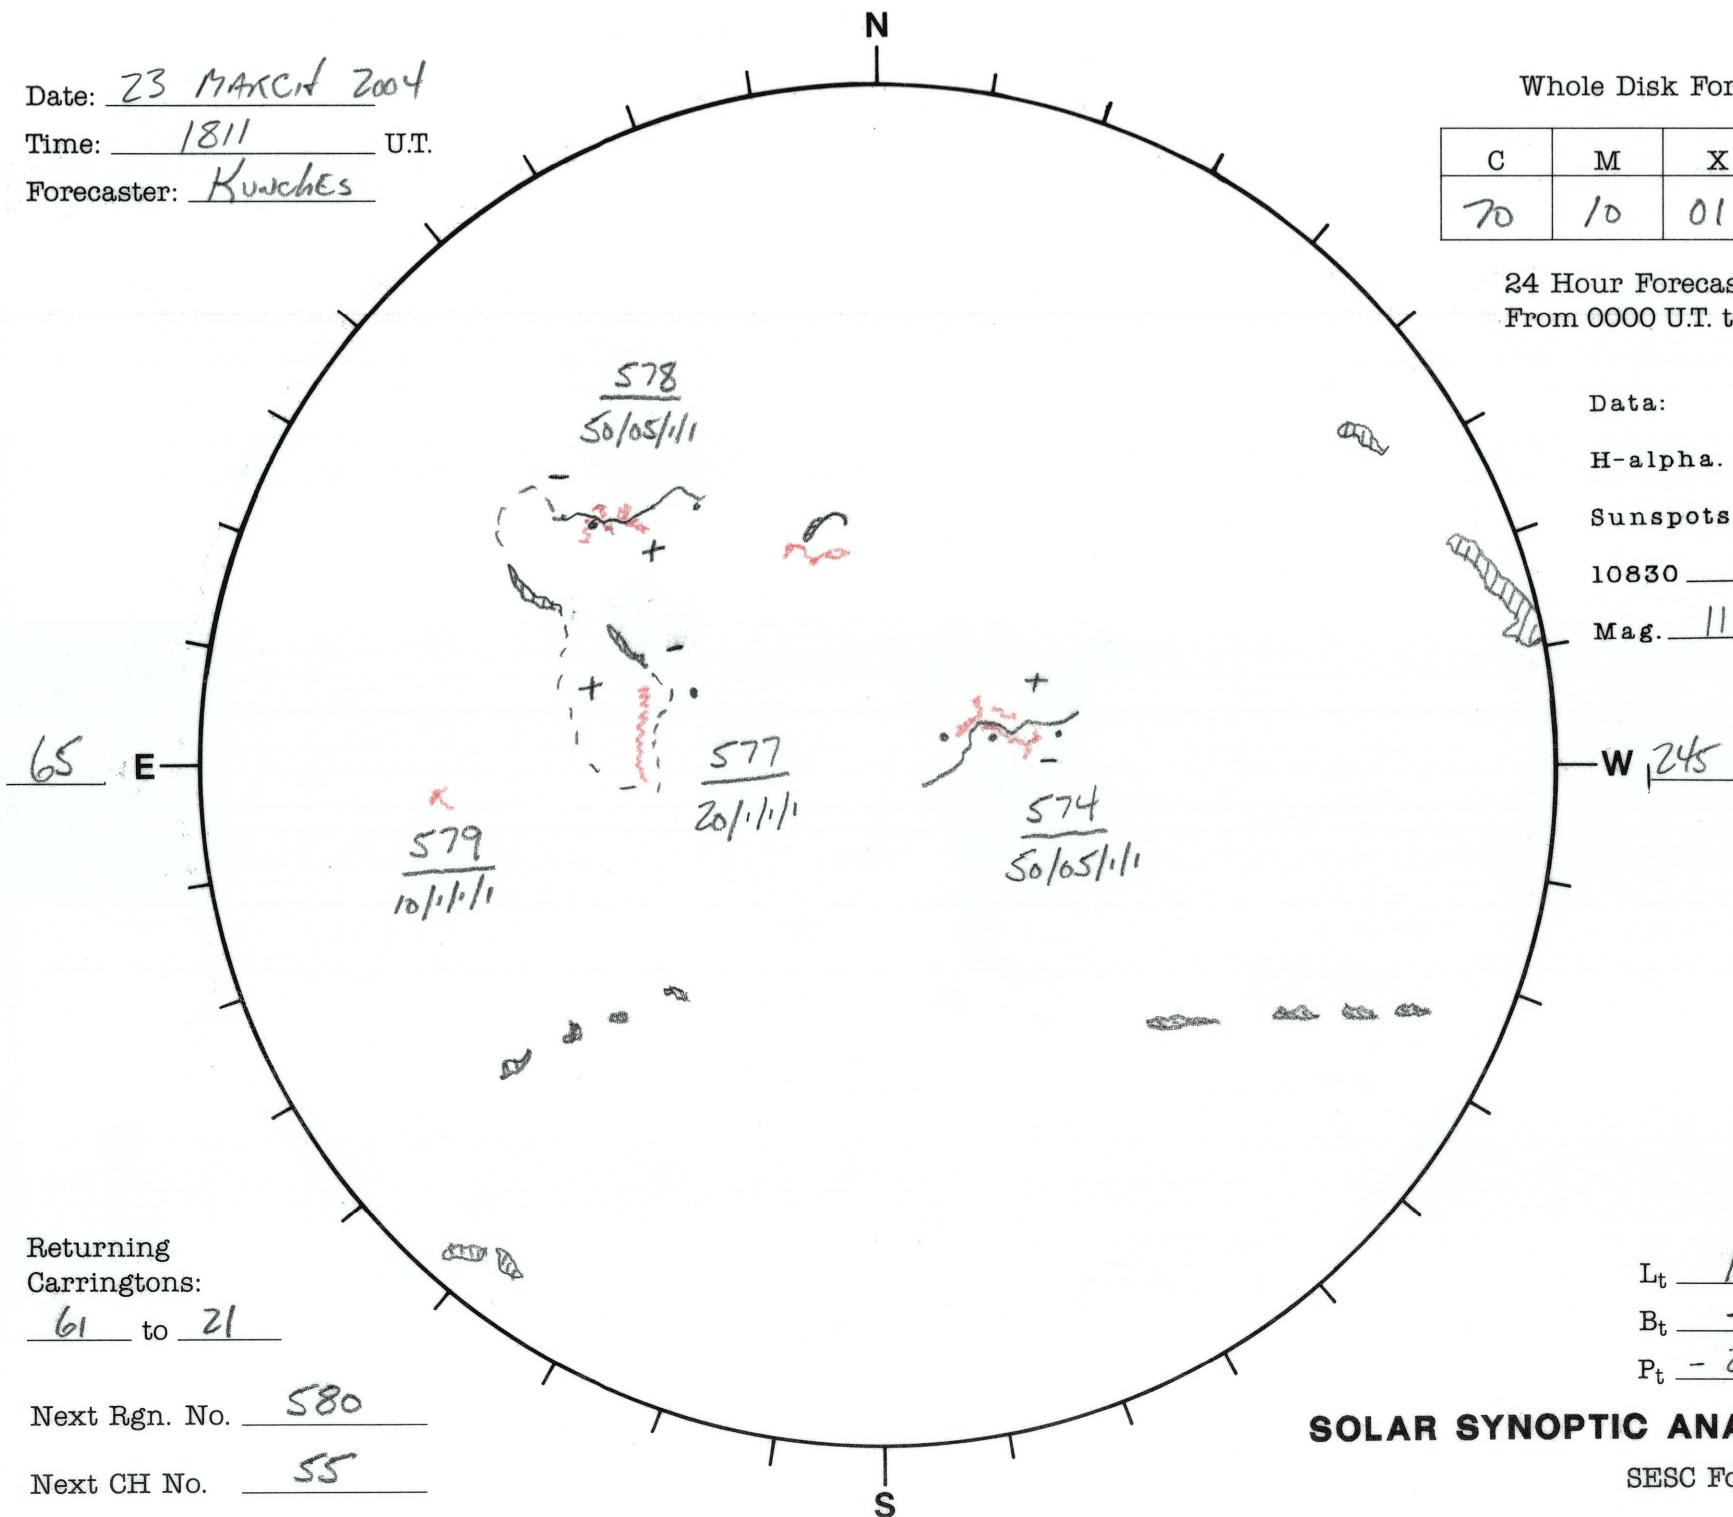 N
Date: 23 MARCH 2004
Time: 1811 U.T.
Forecaster: Kunches
Whole Disk For
C M X
70 10 01
24 Hour Forecas
From 0000 U.T. t
Data:
H-alpha.
Sunspots
10830
Mag. 11
578
50/05/1/1
-
+
+
-
65 E
577
20/1/1/1
579
10/1/1/1
+
-
574
50/05/1/1
W 245
Returning
Carringtons:
61 to 21
Next Rgn. No. 580
Next CH No. 55
Lt
Bt
Pt -
SOLAR SYNOPTIC ANA
SESC Fo
S